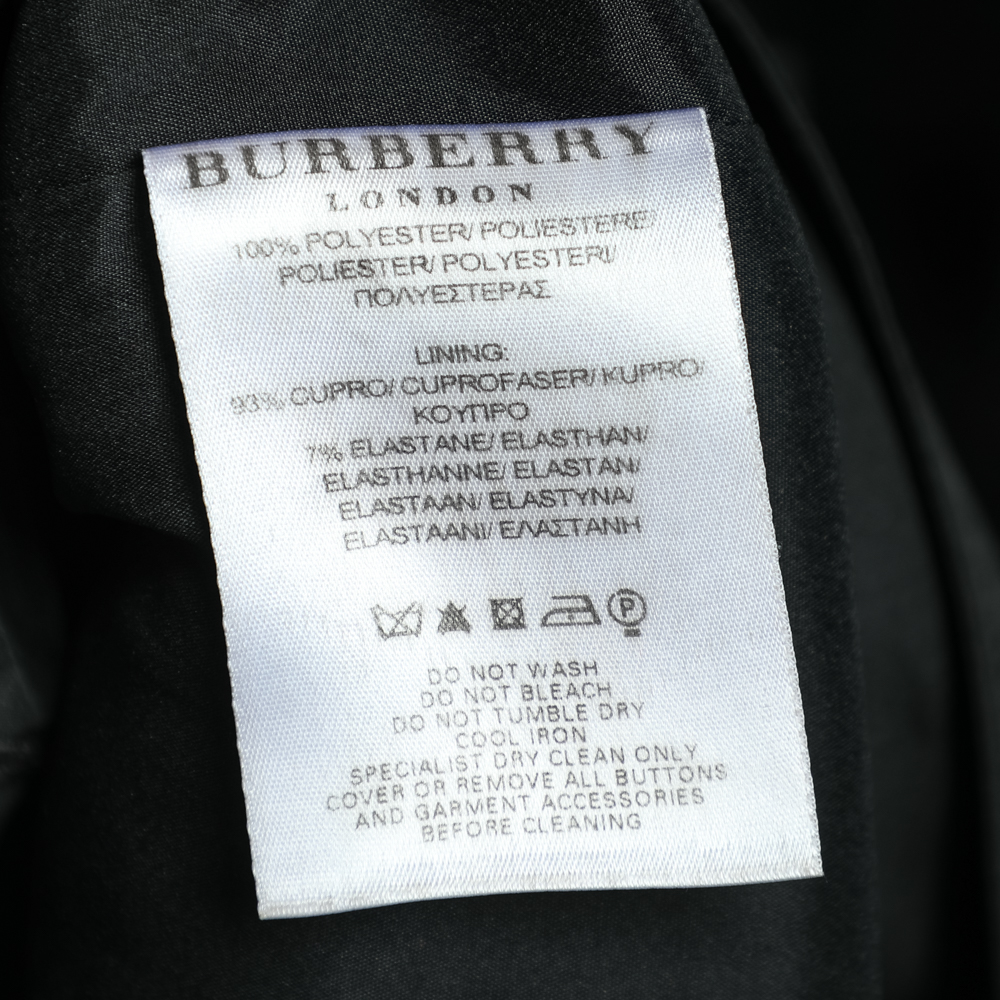 BURBERRY
LONDON
100% POLYESTER/ POLIESTERE/
POLIESTER/ POLYESTERI/
ΠΟΛΥΕΣΤΕΡΑΣ
LINING:
93% CUPRO/ CUPROFASER/ KUPRO/
ΚΟΥΠΡΟ
7% ELASTANE/ ELASTHAN/
ELASTHANNE/ ELASTAN/
ELASTAAN/ ELASTYNA/
ELASTAANI/ ΕΛΑΣΤΑΝΗ
P
DO NOT WASH
DO NOT BLEACH
DO NOT TUMBLE DRY
COOL IRON
SPECIALIST DRY CLEAN ONLY
COVER OR REMOVE ALL BUTTONS
AND GARMENT ACCESSORIES
BEFORE CLEANING